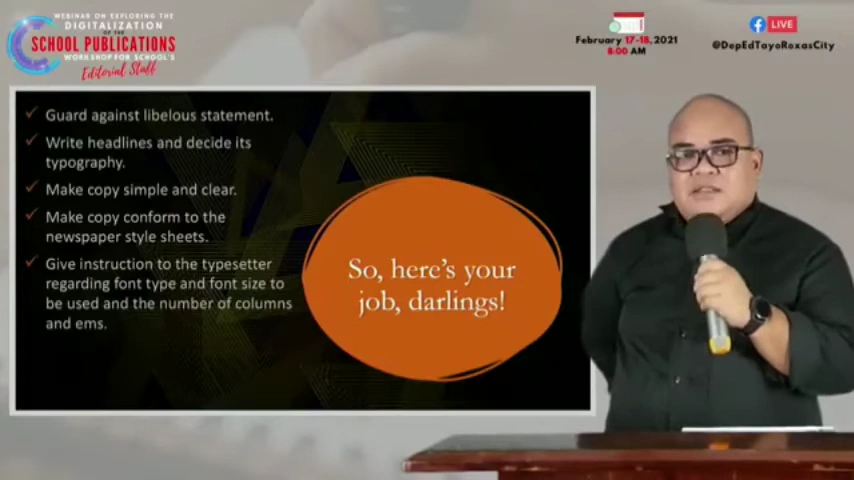 WEBINAR ON EXPLORING THE
DIGITALIZATION
OF THE
SCHOOL PUBLICATIONS
WORKSHOP FOR SCHOOL'S
Editorial Staff
February 17-18, 2021
8:00 AM
LIVE
@DepEdTayoRoxasCity
Guard against libelous statement.
Write headlines and decide its
typography.
Make copy simple and clear.
Make copy conform to the
newspaper style sheets.
Give instruction to the typesetter
regarding font type and font size to
be used and the number of columns
and ems.
So, here's your
job, darlings!